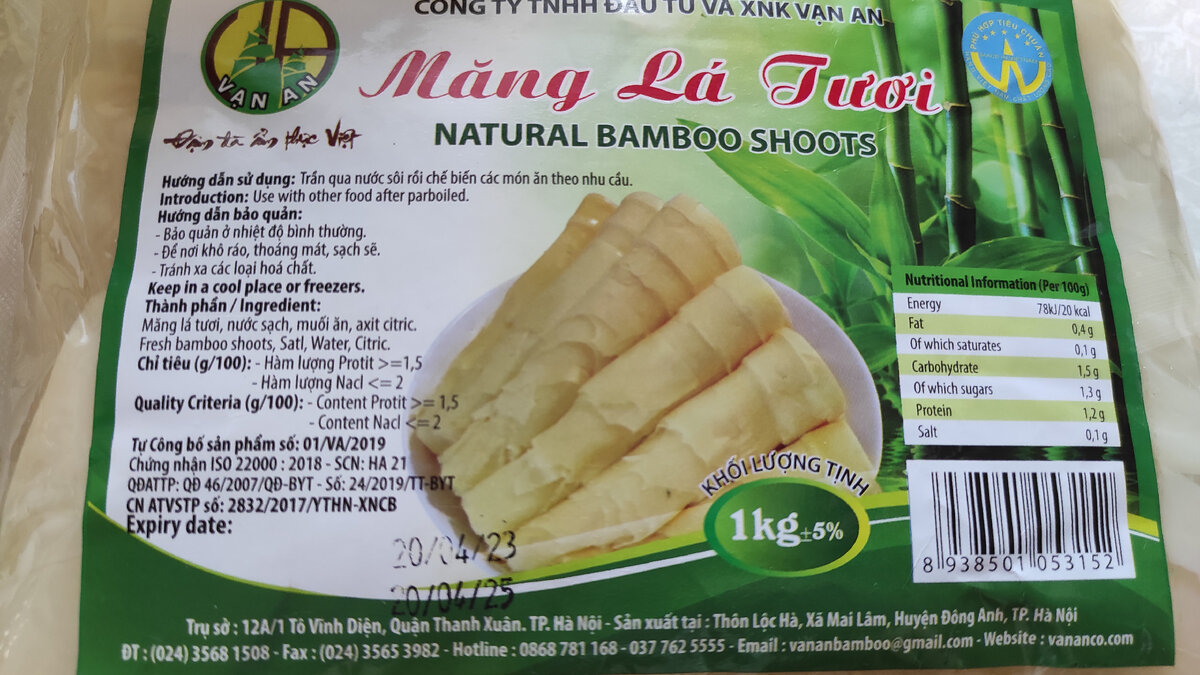 CÔNG TY TNHH ĐẦU TƯ VÀ XNK VẠN AN
VẠN AN
Măng Lá Tươi
PHÙ HỢP TIÊU CHUẨN
Đậm đà ẩm thực Việt
NATURAL BAMBOO SHOOTS
Hướng dẫn sử dụng: Trần qua nước sôi rồi chế biến các món ăn theo nhu cầu.
Introduction: Use with other food after parboiled.
Hướng dẫn bảo quản:
- Bảo quản ở nhiệt độ bình thường.
- Để nơi khô ráo, thoáng mát, sạch sẽ.
- Tránh xa các loại hoá chất.
Keep in a cool place or freezers.
Thành phần / Ingredient:
Măng lá tươi, nước sạch, muối ăn, axit citric.
Fresh bamboo shoots, Satl, Water, Citric.
Chỉ tiêu (g/100): - Hàm lượng Protit >=1,5
- Hàm lượng Nacl <= 2
Quality Criteria (g/100): - Content Protit >= 1,5
- Content Nacl <= 2
Tự Công bố sản phẩm số: 01/VA/2019
Chứng nhận ISO 22000 : 2018 - SCN: HA 21
QĐATTP: QĐ 46/2007/QĐ-BYT - Số: 24/2019/TT-BYT
CN ATVSTP số: 2832/2017/YTHN-XNCB
Expiry date:
20/04/23
20/04/25
Nutritional Information (Per 100g)
Energy 78kJ/20 kcal
Fat 0,4 g
Of which saturates 0,1 g
Carbohydrate 1,5 g
Of which sugars 1,3 g
Protein 1,2 g
Salt 0,1 g
KHỐI LƯỢNG TỊNH
1kg±5%
8 938501 053152
Trụ sở : 12A/1 Tô Vĩnh Diện, Quận Thanh Xuân. TP. Hà Nội - Sản xuất tại : Thôn Lộc Hà, Xã Mai Lâm, Huyện Đông Anh, TP. Hà Nội
ĐT : (024) 3568 1508 - Fax : (024) 3565 3982 - Hotline : 0868 781 168 - 037 762 5555 - Email : vananbamboo@gmail.com - Website : vananco.com